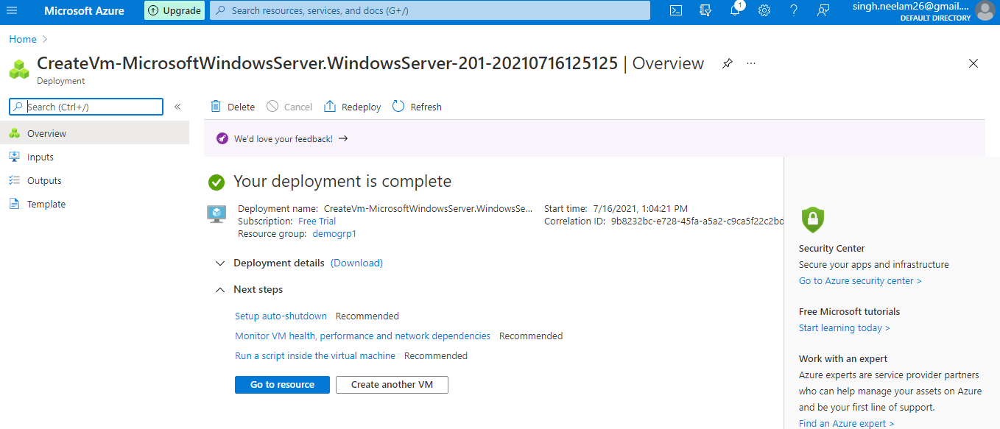 Microsoft Azure
Upgrade
Search resources, services, and docs (G+/)
1
singh.neelam26@gmail....
DEFAULT DIRECTORY
Home
CreateVm-MicrosoftWindowsServer.WindowsServer-201-20210716125125 | Overview
...
Deployment
Search (Ctrl+/)
«
Delete
Cancel
Redeploy
Refresh
Overview
Inputs
Outputs
Template
We'd love your feedback! →
Your deployment is complete
Deployment name: CreateVm-MicrosoftWindowsServer.WindowsSe...
Subscription: Free Trial
Resource group: demogrp1
Start time: 7/16/2021, 1:04:21 PM
Correlation ID: 9b8232bc-e728-45fa-a5a2-c9ca5f22c2bd
Deployment details (Download)
Next steps
Setup auto-shutdown Recommended
Monitor VM health, performance and network dependencies Recommended
Run a script inside the virtual machine Recommended
Go to resource
Create another VM
Security Center
Secure your apps and infrastructure
Go to Azure security center >
Free Microsoft tutorials
Start learning today >
Work with an expert
Azure experts are service provider partners
who can help manage your assets on Azure
and be your first line of support.
Find an Azure expert >